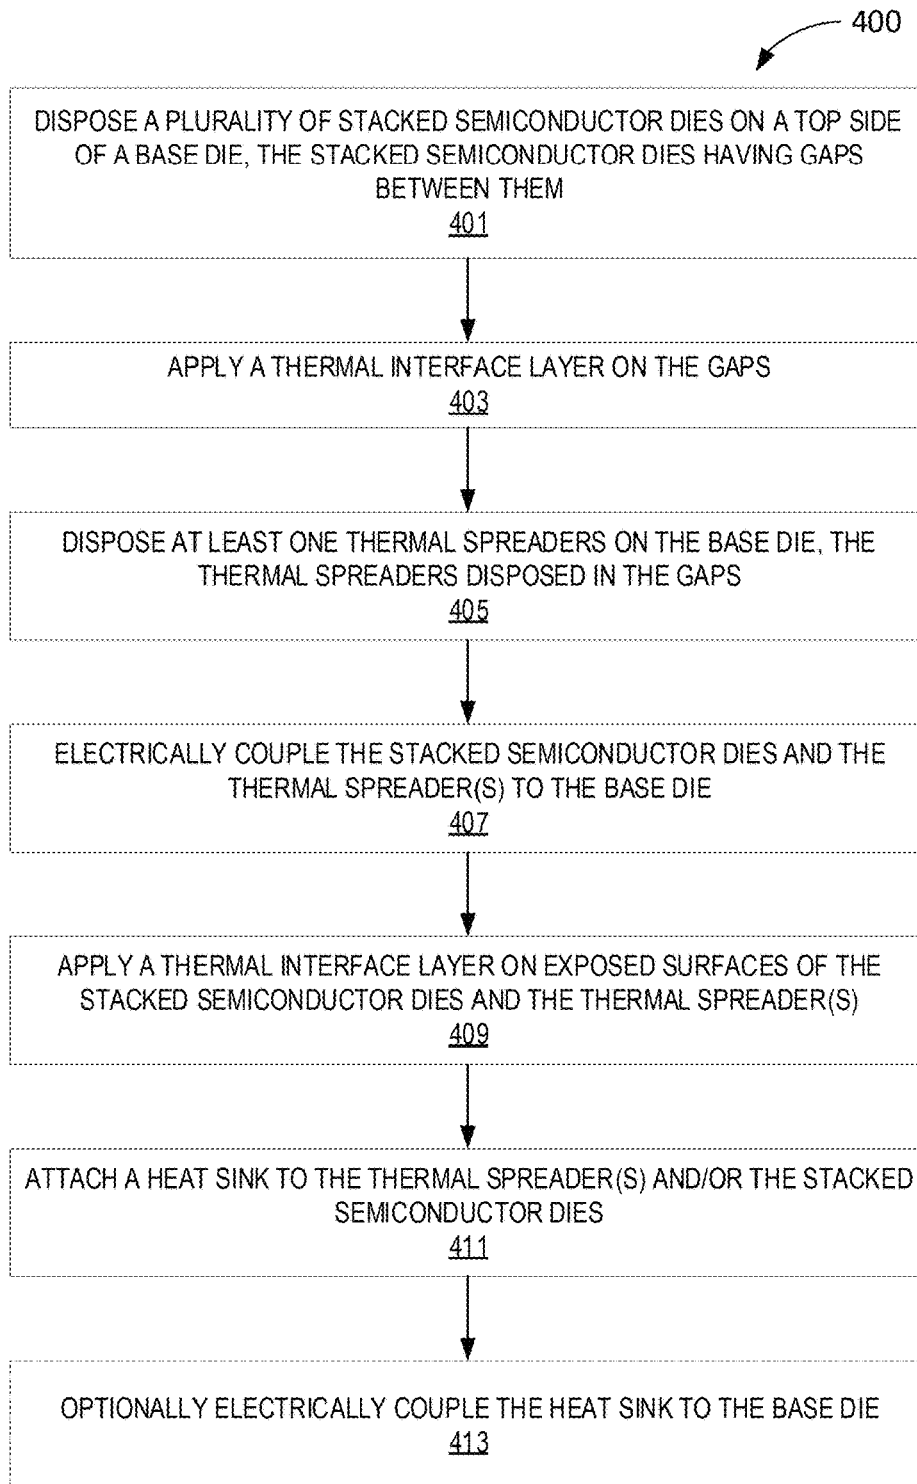 400
DISPOSE A PLURALITY OF STACKED SEMICONDUCTOR DIES ON A TOP SIDE
OF A BASE DIE, THE STACKED SEMICONDUCTOR DIES HAVING GAPS
BETWEEN THEM
401
APPLY A THERMAL INTERFACE LAYER ON THE GAPS
403
DISPOSE AT LEAST ONE THERMAL SPREADERS ON THE BASE DIE, THE
THERMAL SPREADERS DISPOSED IN THE GAPS
405
ELECTRICALLY COUPLE THE STACKED SEMICONDUCTOR DIES AND THE
THERMAL SPREADER(S) TO THE BASE DIE
407
APPLY A THERMAL INTERFACE LAYER ON EXPOSED SURFACES OF THE
STACKED SEMICONDUCTOR DIES AND THE THERMAL SPREADER(S)
409
ATTACH A HEAT SINK TO THE THERMAL SPREADER(S) AND/OR THE STACKED
SEMICONDUCTOR DIES
411
OPTIONALLY ELECTRICALLY COUPLE THE HEAT SINK TO THE BASE DIE
413